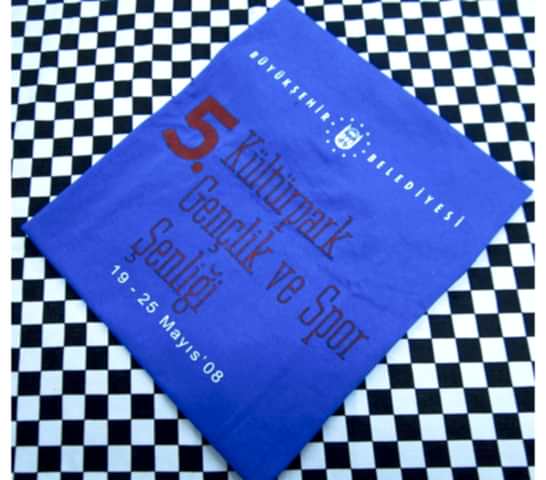 BÜYÜKŞEHİR · BELEDİYESİ
5. Kültürpark
Gençlik ve Spor
Şenliği
19 - 25 Mayıs'08